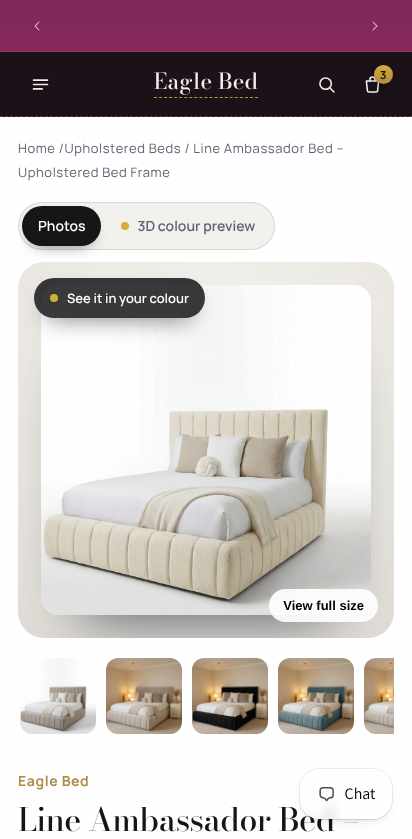 Eagle Bed
3
Home /Upholstered Beds / Line Ambassador Bed –
Upholstered Bed Frame
Photos
3D colour preview
See it in your colour
View full size
Eagle Bed
Chat
Line Ambassador Bed –